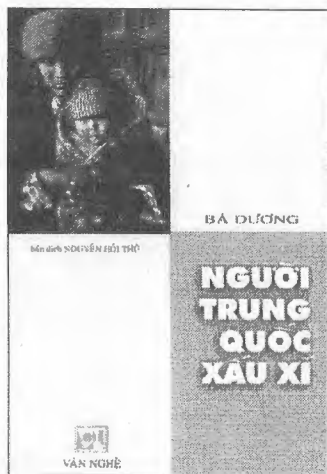 BÁ DƯƠNG
bản dịch NGUYỄN HỒI THỦ
NGƯỜI
TRUNG
QUỐC
XẤU XÍ
VĂN NGHỆ